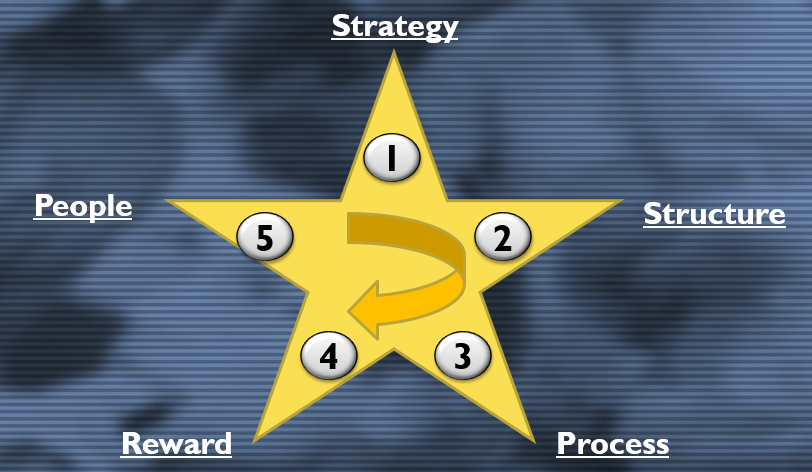 Strategy
1
People
Structure
5
2
4
3
Reward
Process